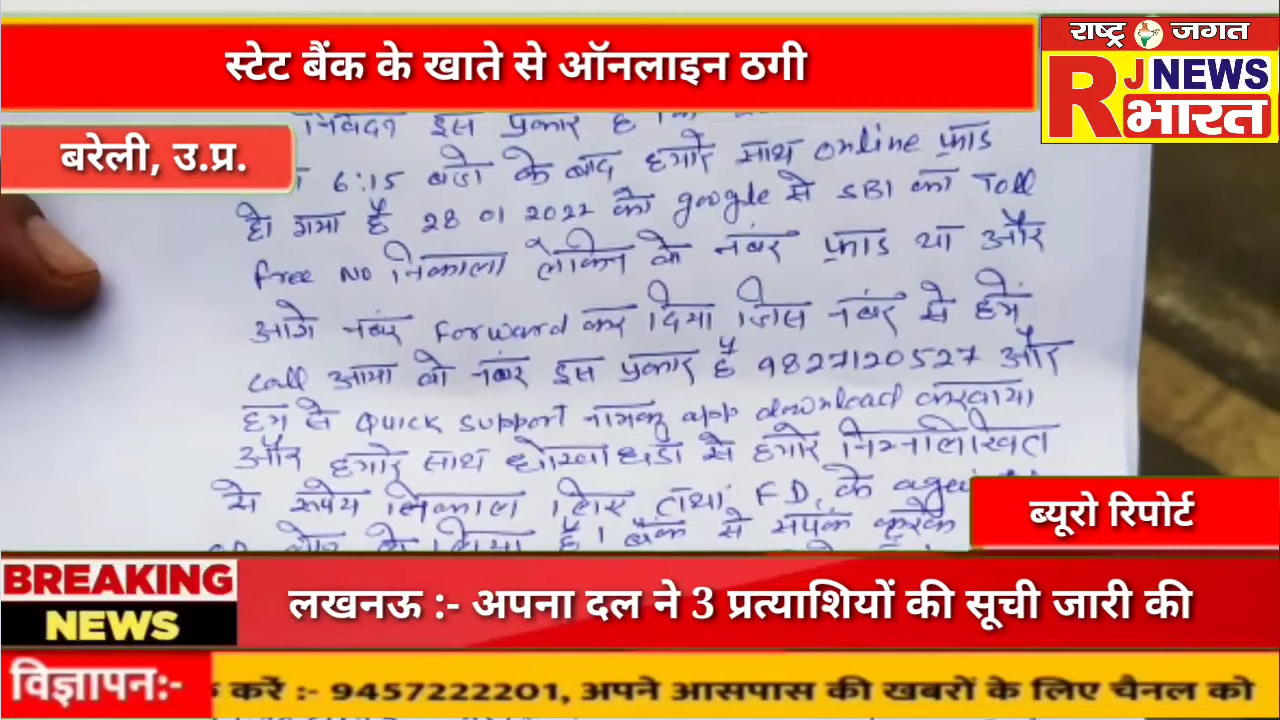 स्टेट बैंक के खाते से ऑनलाइन ठगी
राष्ट्र जगत
RJ NEWS
भारत
बरेली, उ.प्र.
निवेदन इस प्रकार है कि
6:15 बजे के बाद हमारे साथ online फ्राड
हो गया है 28 01 2022 को google से SBI का Toll
free NO निकाला लेकिन वो नंबर फ्राड था और
आगे नंबर forward कर दिया जिस नंबर से हमें
call आया वो नंबर इस प्रकार है 9827120527 और
हम से Quick support नामक app download करवाया
और हमारे साथ धोखाधडी से हमारे निम्नलिखित
से रूपये निकाल लिए तथा F.D. के
लिया है। बैंक से संपर्क करके
ब्यूरो रिपोर्ट
BREAKING
NEWS
लखनऊ :- अपना दल ने 3 प्रत्याशियों की सूची जारी की
विज्ञापन:-
करें :- 9457222201, अपने आसपास की खबरों के लिए चैनल को